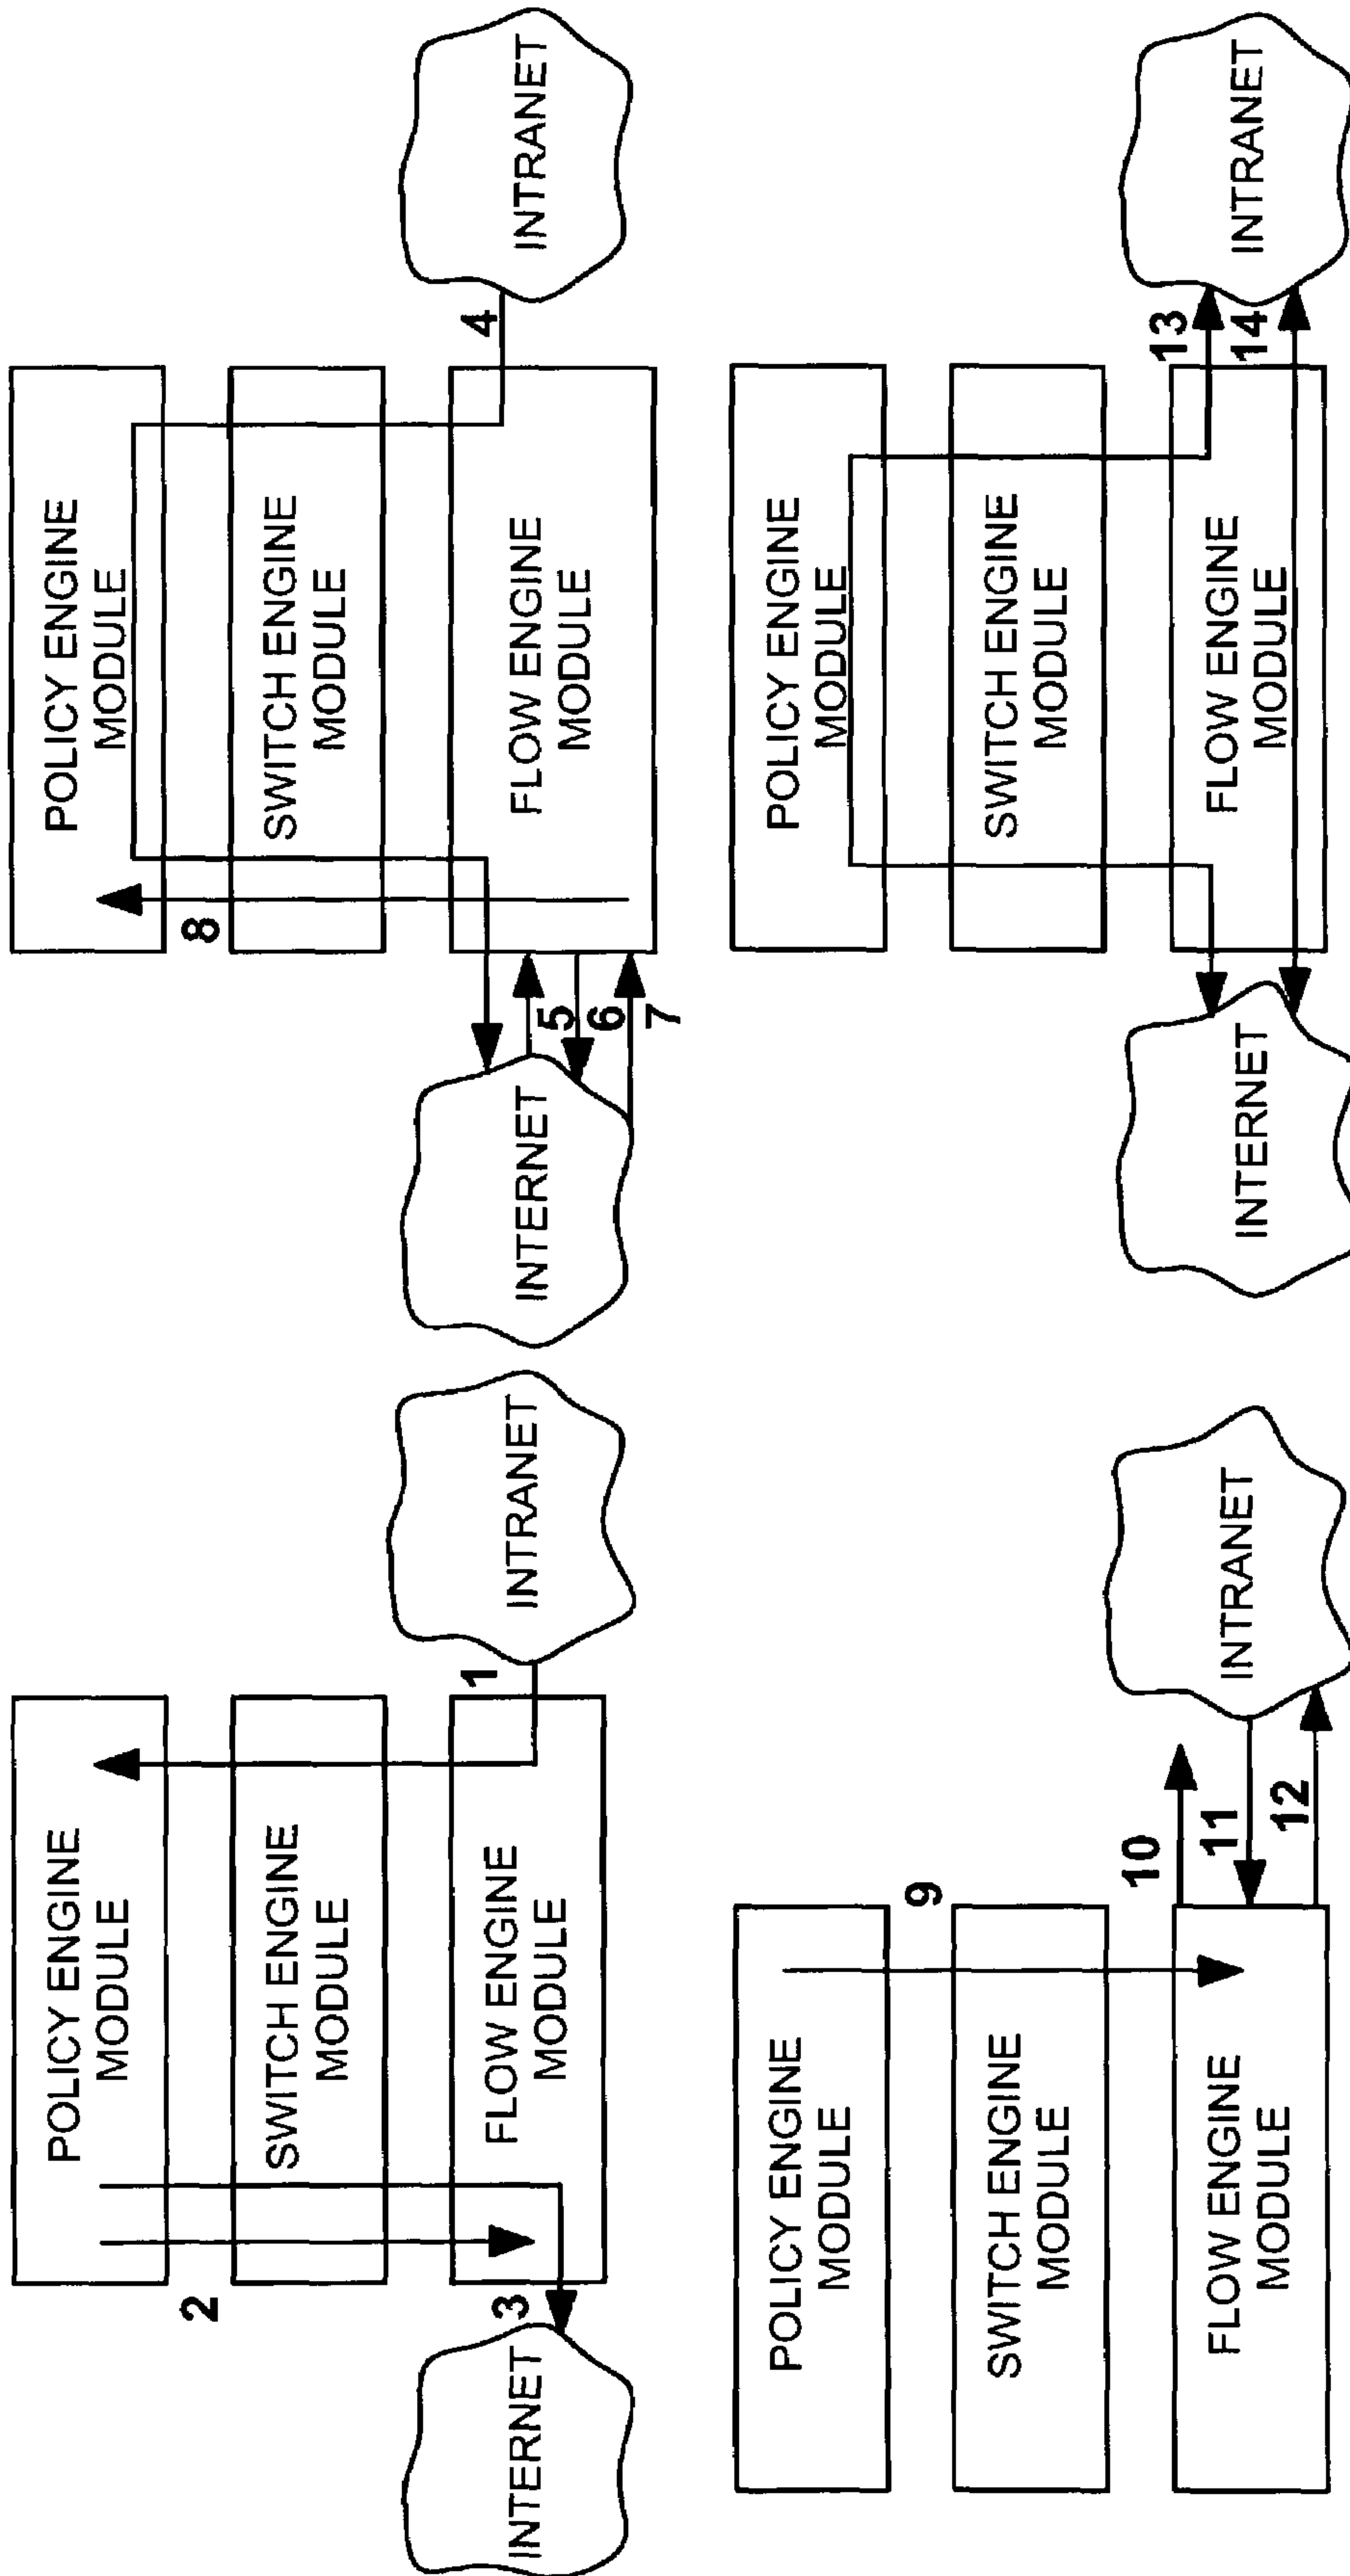 POLICY ENGINE
MODULE
2
SWITCH ENGINE
MODULE
1
FLOW ENGINE
MODULE
3
INTERNET
INTRANET
POLICY ENGINE
MODULE
8
SWITCH ENGINE
MODULE
4
FLOW ENGINE
MODULE
INTERNET
INTRANET
5
6
7
POLICY ENGINE
MODULE
9
SWITCH ENGINE
MODULE
10
FLOW ENGINE
MODULE
11
12
INTRANET
POLICY ENGINE
MODULE
SWITCH ENGINE
MODULE
13
FLOW ENGINE
MODULE
14
INTERNET
INTRANET